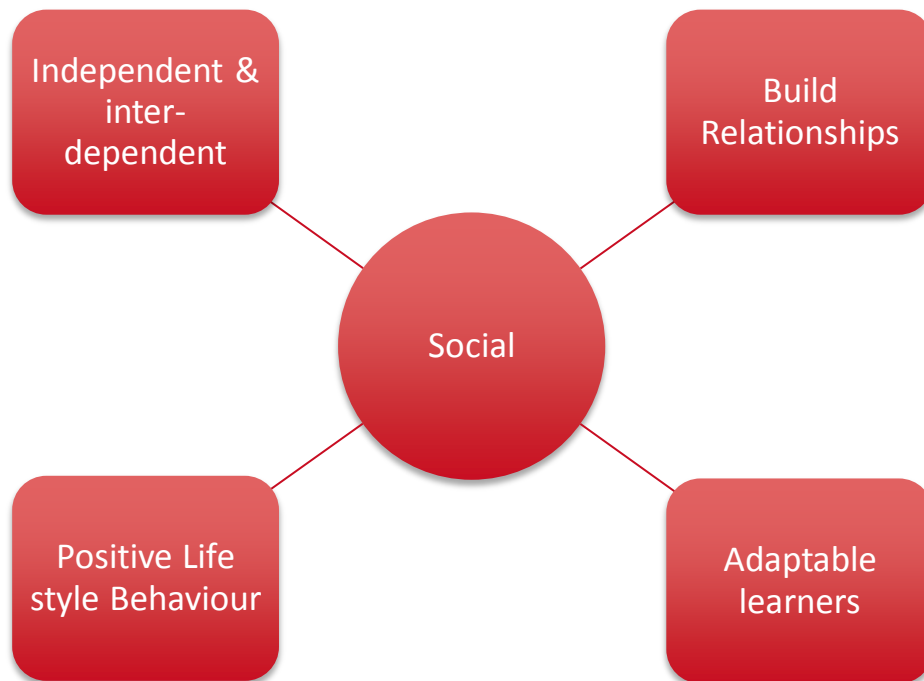 Independent &
inter-
dependent
Build
Relationships
Social
Positive Life
style Behaviour
Adaptable
learners